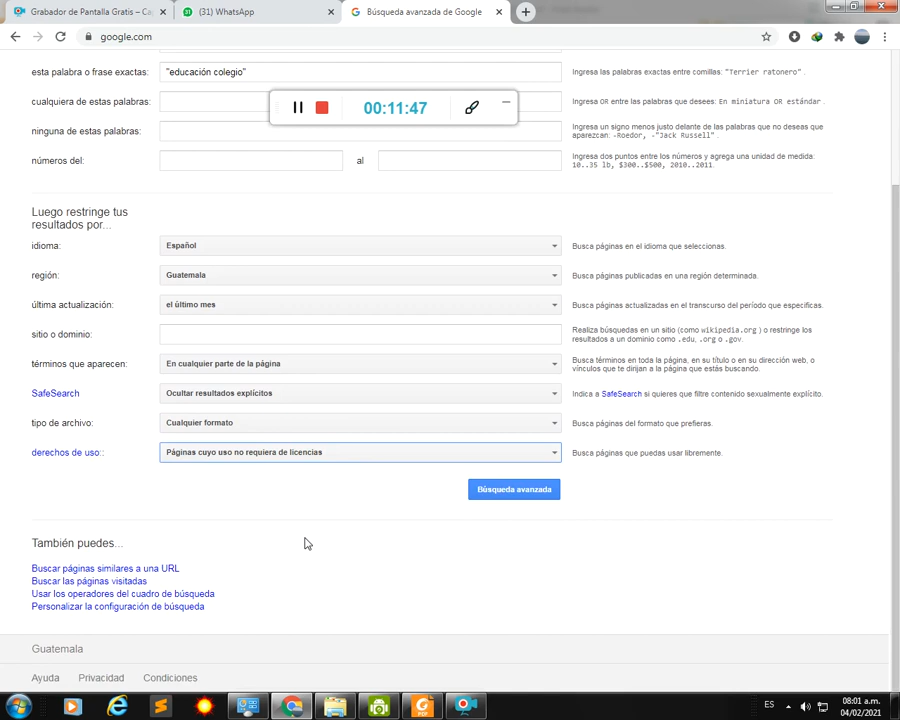 Grabador de Pantalla Gratis – Ca
(31) WhatsApp
Búsqueda avanzada de Google
google.com
esta palabra o frase exactas:
"educación colegio"
Ingresa las palabras exactas entre comillas: "Terrier ratonero" .
00:11:47
cualquiera de estas palabras:
Ingresa OR entre las palabras que desees: En miniatura OR estándar .
ninguna de estas palabras:
Ingresa un signo menos justo delante de las palabras que no deseas que
aparezcan: -Roedor, -"Jack Russell" .
números del:
al
Ingresa dos puntos entre los números y agrega una unidad de medida:
10..35 lb, $300..$500, 2010..2011.
Luego restringe tus
resultados por...
idioma:
Español
Busca páginas en el idioma que seleccionas.
región:
Guatemala
Busca páginas publicadas en una región determinada.
última actualización:
el último mes
Busca páginas actualizadas en el transcurso del período que especificas.
sitio o dominio:
Realiza búsquedas en un sitio (como wikipedia.org ) o restringe los
resultados a un dominio como .edu, .org o .gov.
términos que aparecen:
En cualquier parte de la página
Busca términos en toda la página, en su título o en su dirección web, o
vínculos que te dirijan a la página que estás buscando.
SafeSearch
Ocultar resultados explícitos
Indica a SafeSearch si quieres que filtre contenido sexualmente explícito.
tipo de archivo:
Cualquier formato
Busca páginas del formato que prefieras.
derechos de uso::
Páginas cuyo uso no requiera de licencias
Busca páginas que puedas usar libremente.
Búsqueda avanzada
También puedes...
Buscar páginas similares a una URL
Buscar las páginas visitadas
Usar los operadores del cuadro de búsqueda
Personalizar la configuración de búsqueda
Guatemala
Ayuda
Privacidad
Condiciones
ES
08:01 a.m.
04/02/2021